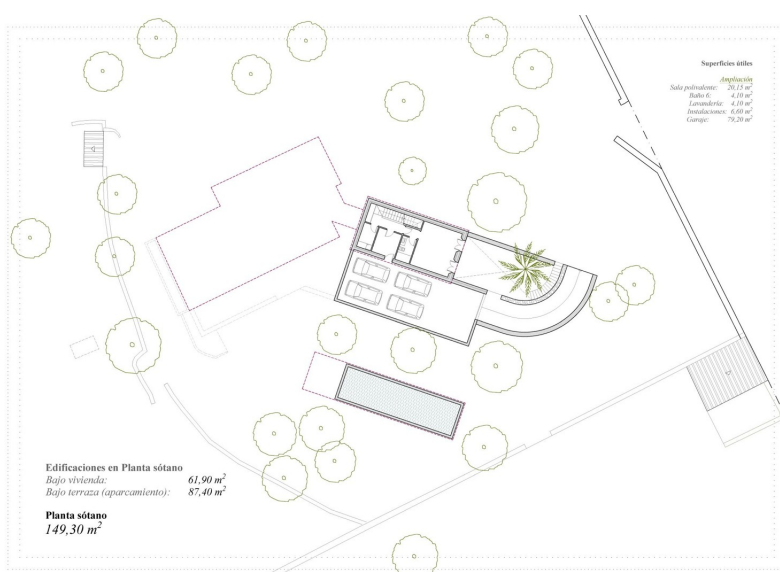 Superficies útiles
Ampliación
Sala polivalente: 20,15 m²
Baño 6: 4,10 m²
Lavandería: 4,10 m²
Instalaciones: 6,60 m²
Garaje: 79,20 m²
Edificaciones en Planta sótano
Bajo vivienda: 61,90 m²
Bajo terraza (aparcamiento): 87,40 m²
Planta sótano
149,30 m²